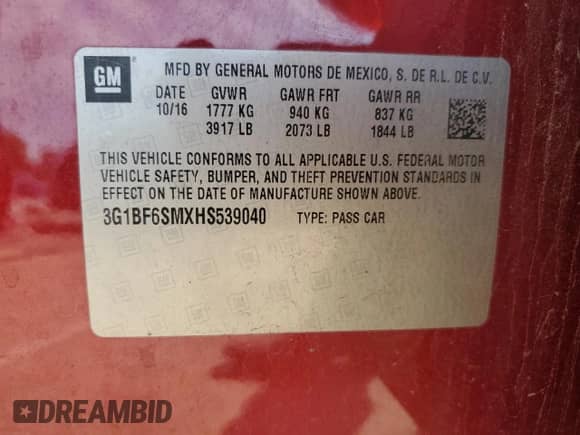 GM
MFD BY GENERAL MOTORS DE MEXICO, S. DE R.L. DE C.V.
DATE GVWR GAWR FRT GAWR RR
10/16 1777 KG 940 KG 837 KG
3917 LB 2073 LB 1844 LB
THIS VEHICLE CONFORMS TO ALL APPLICABLE U.S. FEDERAL MOTOR
VEHICLE SAFETY, BUMPER, AND THEFT PREVENTION STANDARDS IN
EFFECT ON THE DATE OF MANUFACTURE SHOWN ABOVE.
3G1BF6SMXHS539040 TYPE: PASS CAR
DREAMBID